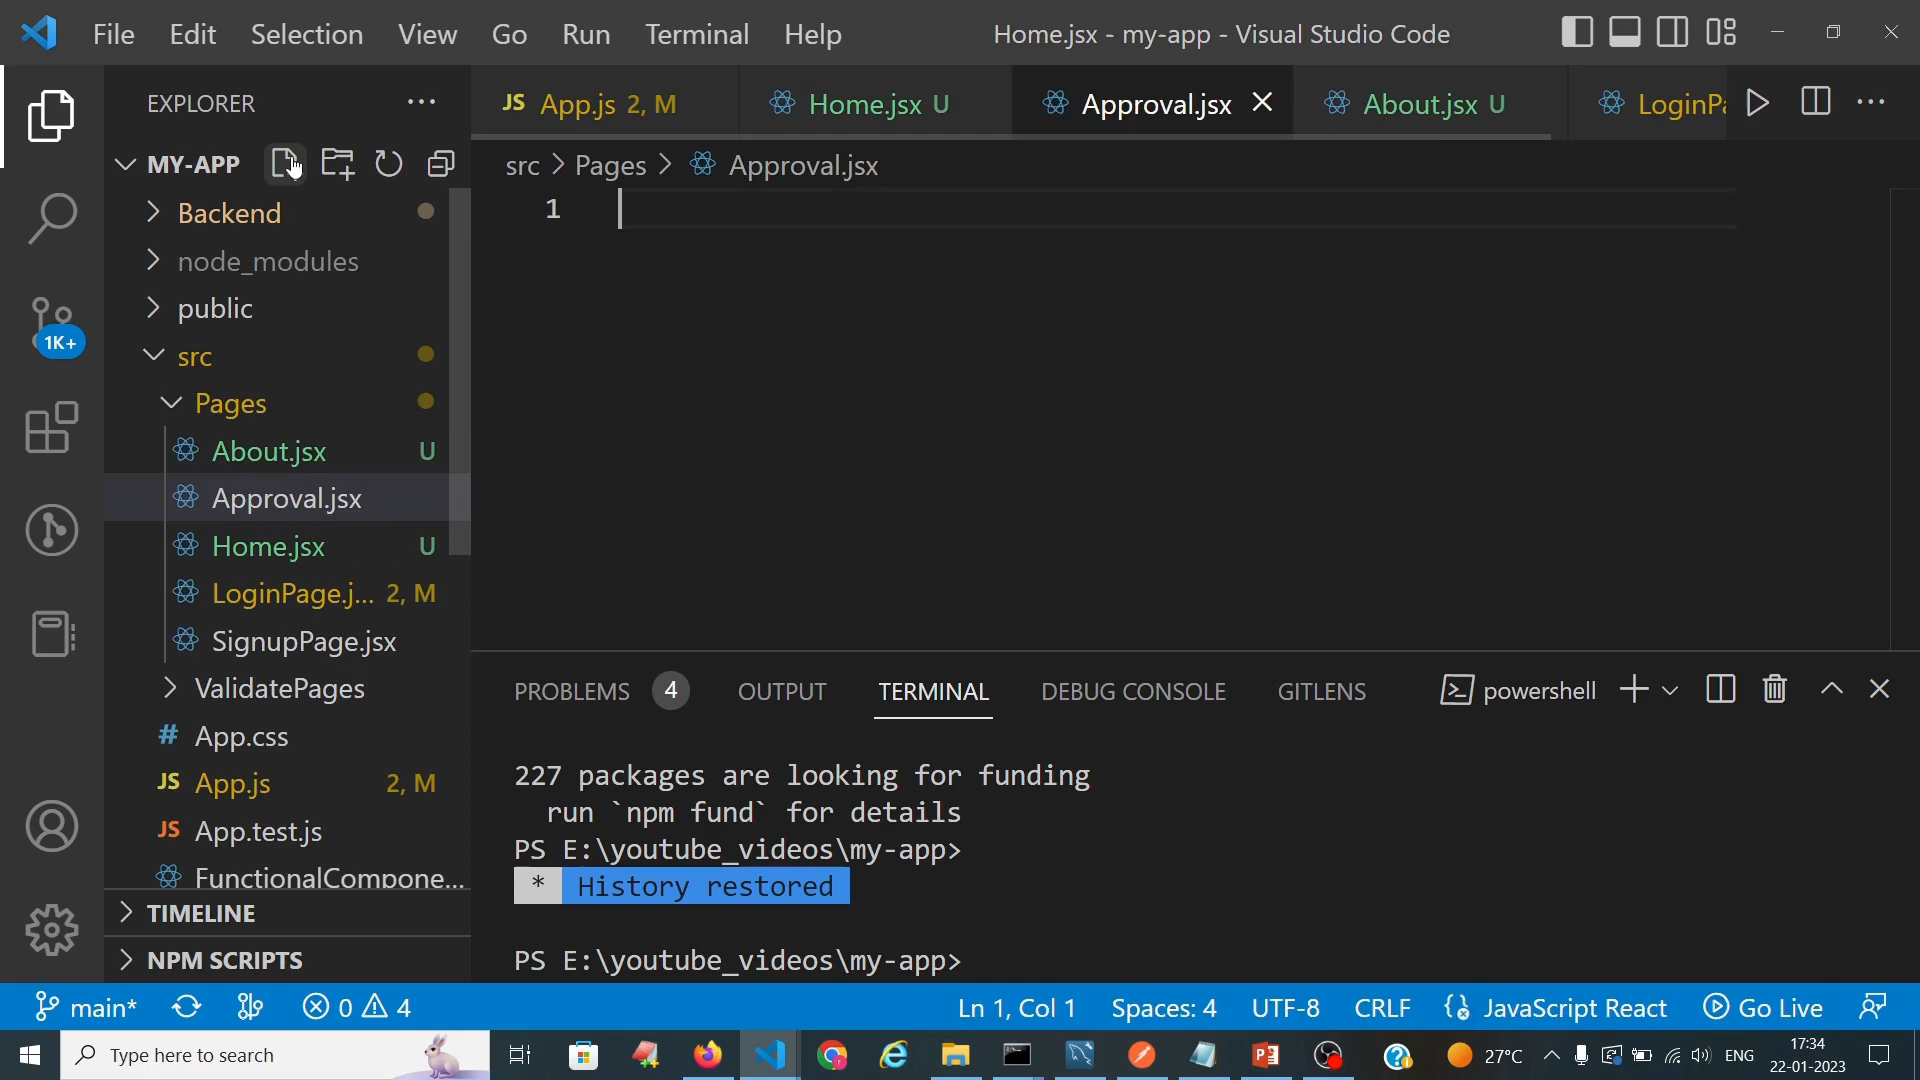 File Edit Selection View Go Run Terminal Help Home.jsx - my-app - Visual Studio Code
EXPLORER
JS App.js 2, M Home.jsx U Approval.jsx About.jsx U LoginPa
MY-APP
src > Pages > Approval.jsx
1
Backend
node_modules
public
src
Pages
About.jsx U
Approval.jsx
Home.jsx U
LoginPage.j... 2, M
SignupPage.jsx
ValidatePages
# App.css
JS App.js 2, M
JS App.test.js
FunctionalCompone...
TIMELINE
NPM SCRIPTS
1K+
PROBLEMS 4 OUTPUT TERMINAL DEBUG CONSOLE GITLENS powershell
227 packages are looking for funding
run `npm fund` for details
PS E:\youtube_videos\my-app>
* History restored
PS E:\youtube_videos\my-app>
main* 0 4 Ln 1, Col 1 Spaces: 4 UTF-8 CRLF JavaScript React Go Live
Type here to search 27°C ENG 17:34
22-01-2023